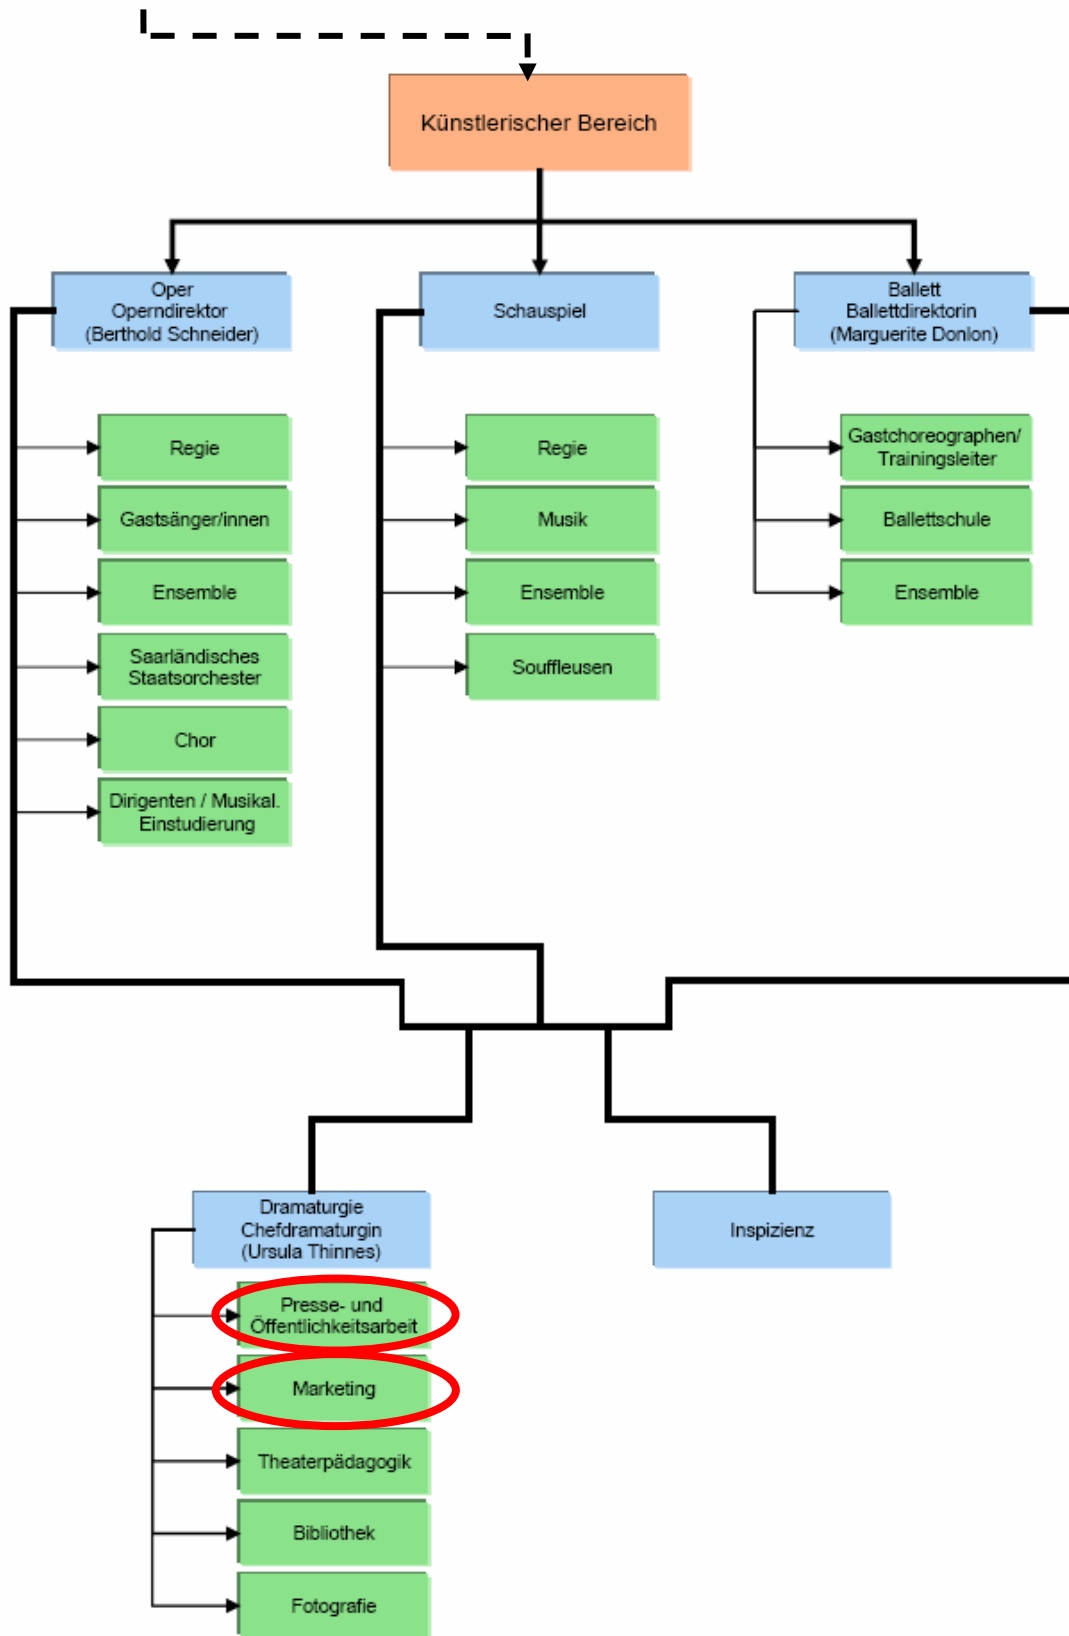 Künstlerischer Bereich
Oper
Operndirektor
(Berthold Schneider)
Schauspiel
Ballett
Ballettdirektorin
(Marguerite Donlon)
Regie
Gastsänger/innen
Ensemble
Saarländisches
Staatsorchester
Chor
Dirigenten / Musikal.
Einstudierung
Regie
Musik
Ensemble
Souffleusen
Gastchoreographen/
Trainingsleiter
Ballettschule
Ensemble
Dramaturgie
Chefdramaturgin
(Ursula Thinnes)
Inspizienz
Presse- und
Öffentlichkeitsarbeit
Marketing
Theaterpädagogik
Bibliothek
Fotografie